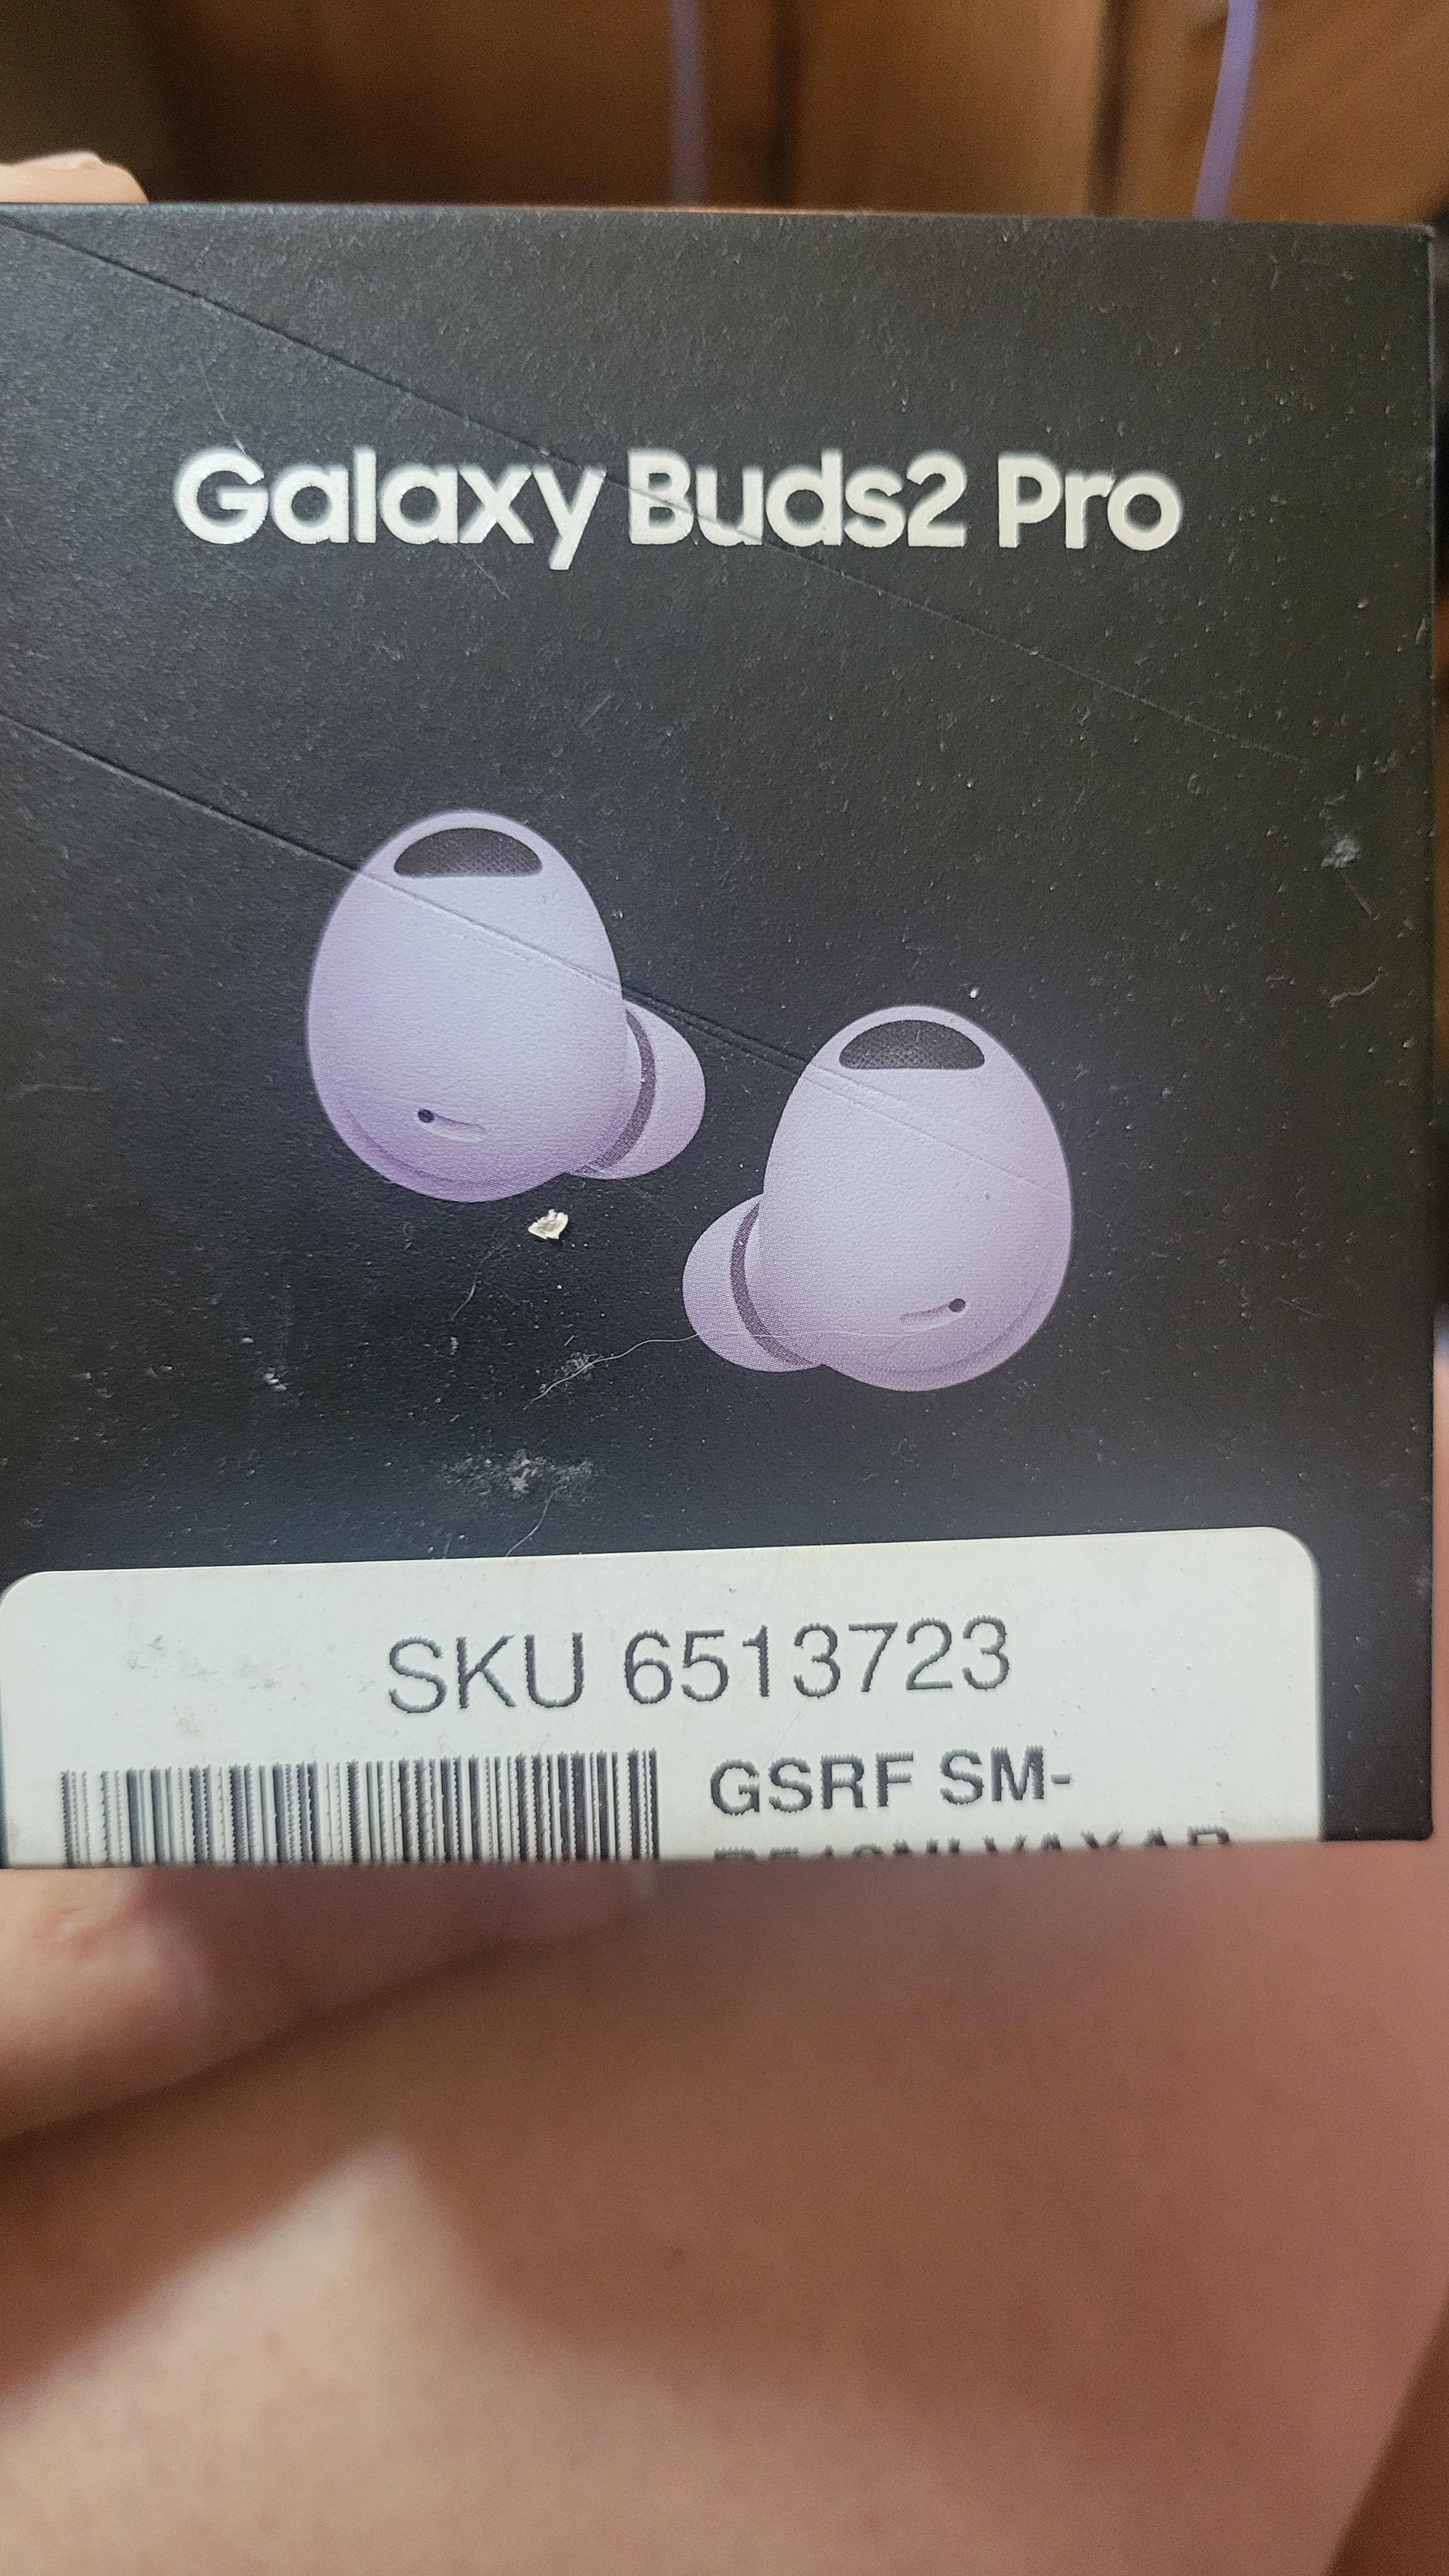 Galaxy Buds2 Pro
SKU 6513723
GSRF SM-